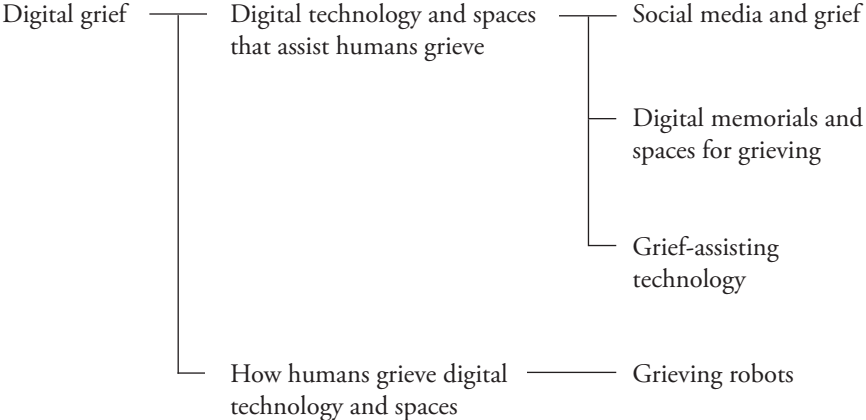 Digital grief
Digital technology and spaces
that assist humans grieve
Social media and grief
Digital memorials and
spaces for grieving
Grief-assisting
technology
How humans grieve digital
technology and spaces
Grieving robots